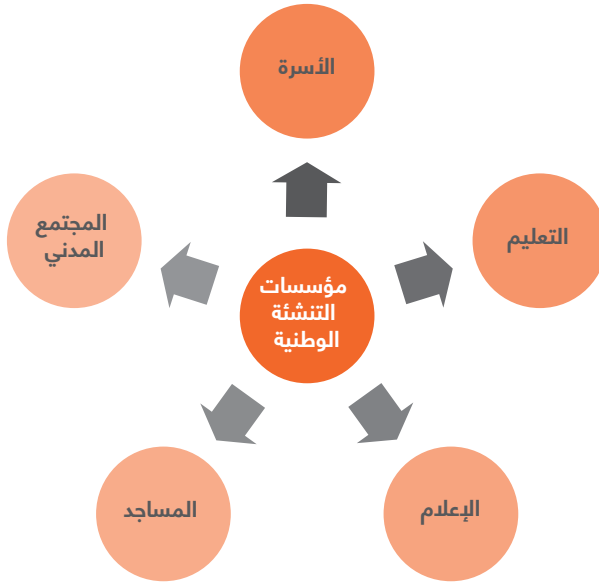 الأسرة
التعليم
المجتمع
المدني
مؤسسات
التنشئة
الوطنية
الإعلام
المساجد